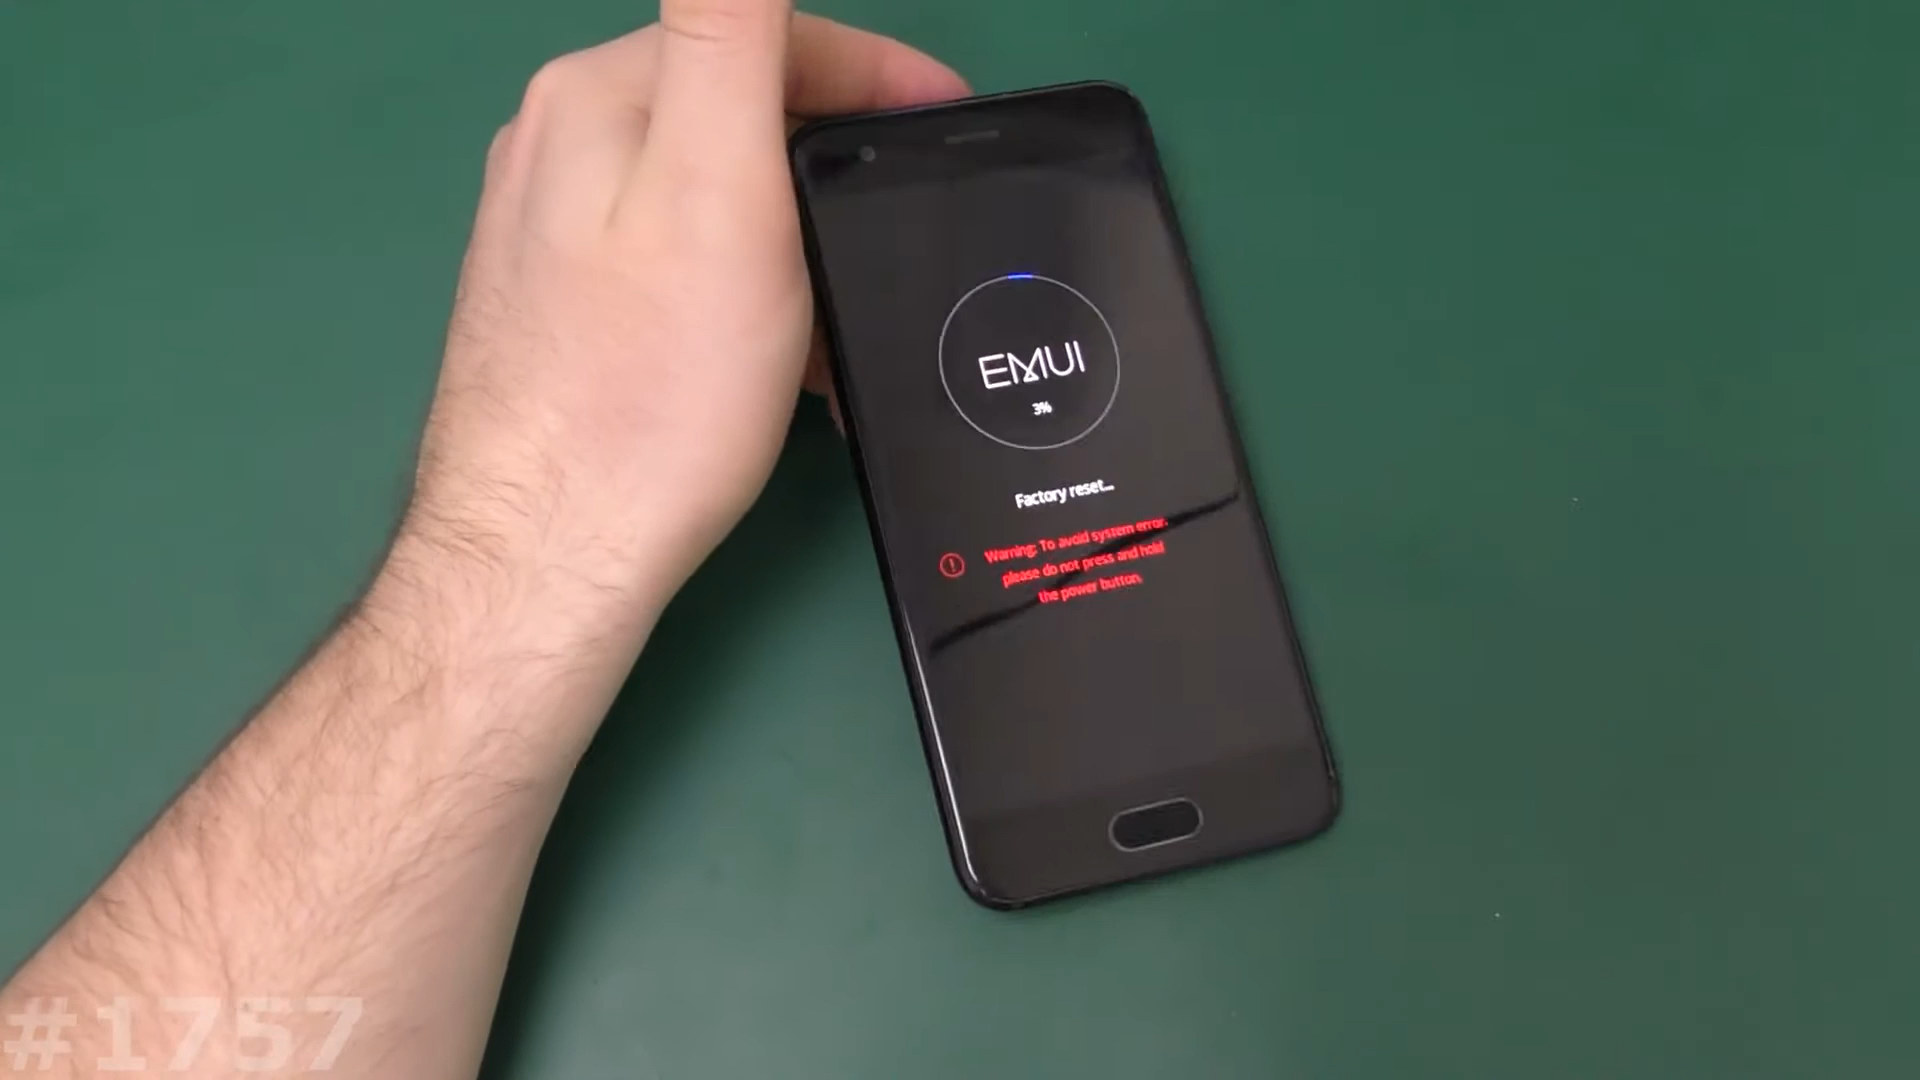 EMUI
3%
Factory reset...
Warning: To avoid system error,
please do not press and hold
the power button.
#1757